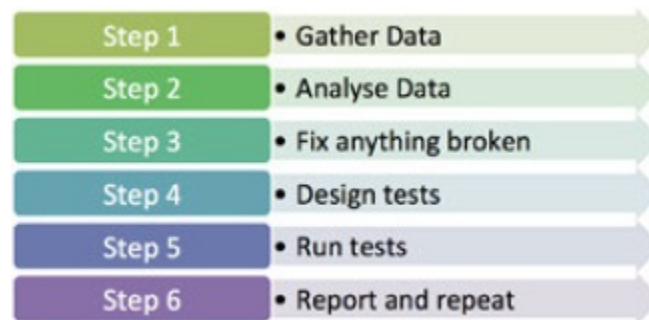 Step 1 • Gather Data
Step 2 • Analyse Data
Step 3 • Fix anything broken
Step 4 • Design tests
Step 5 • Run tests
Step 6 • Report and repeat